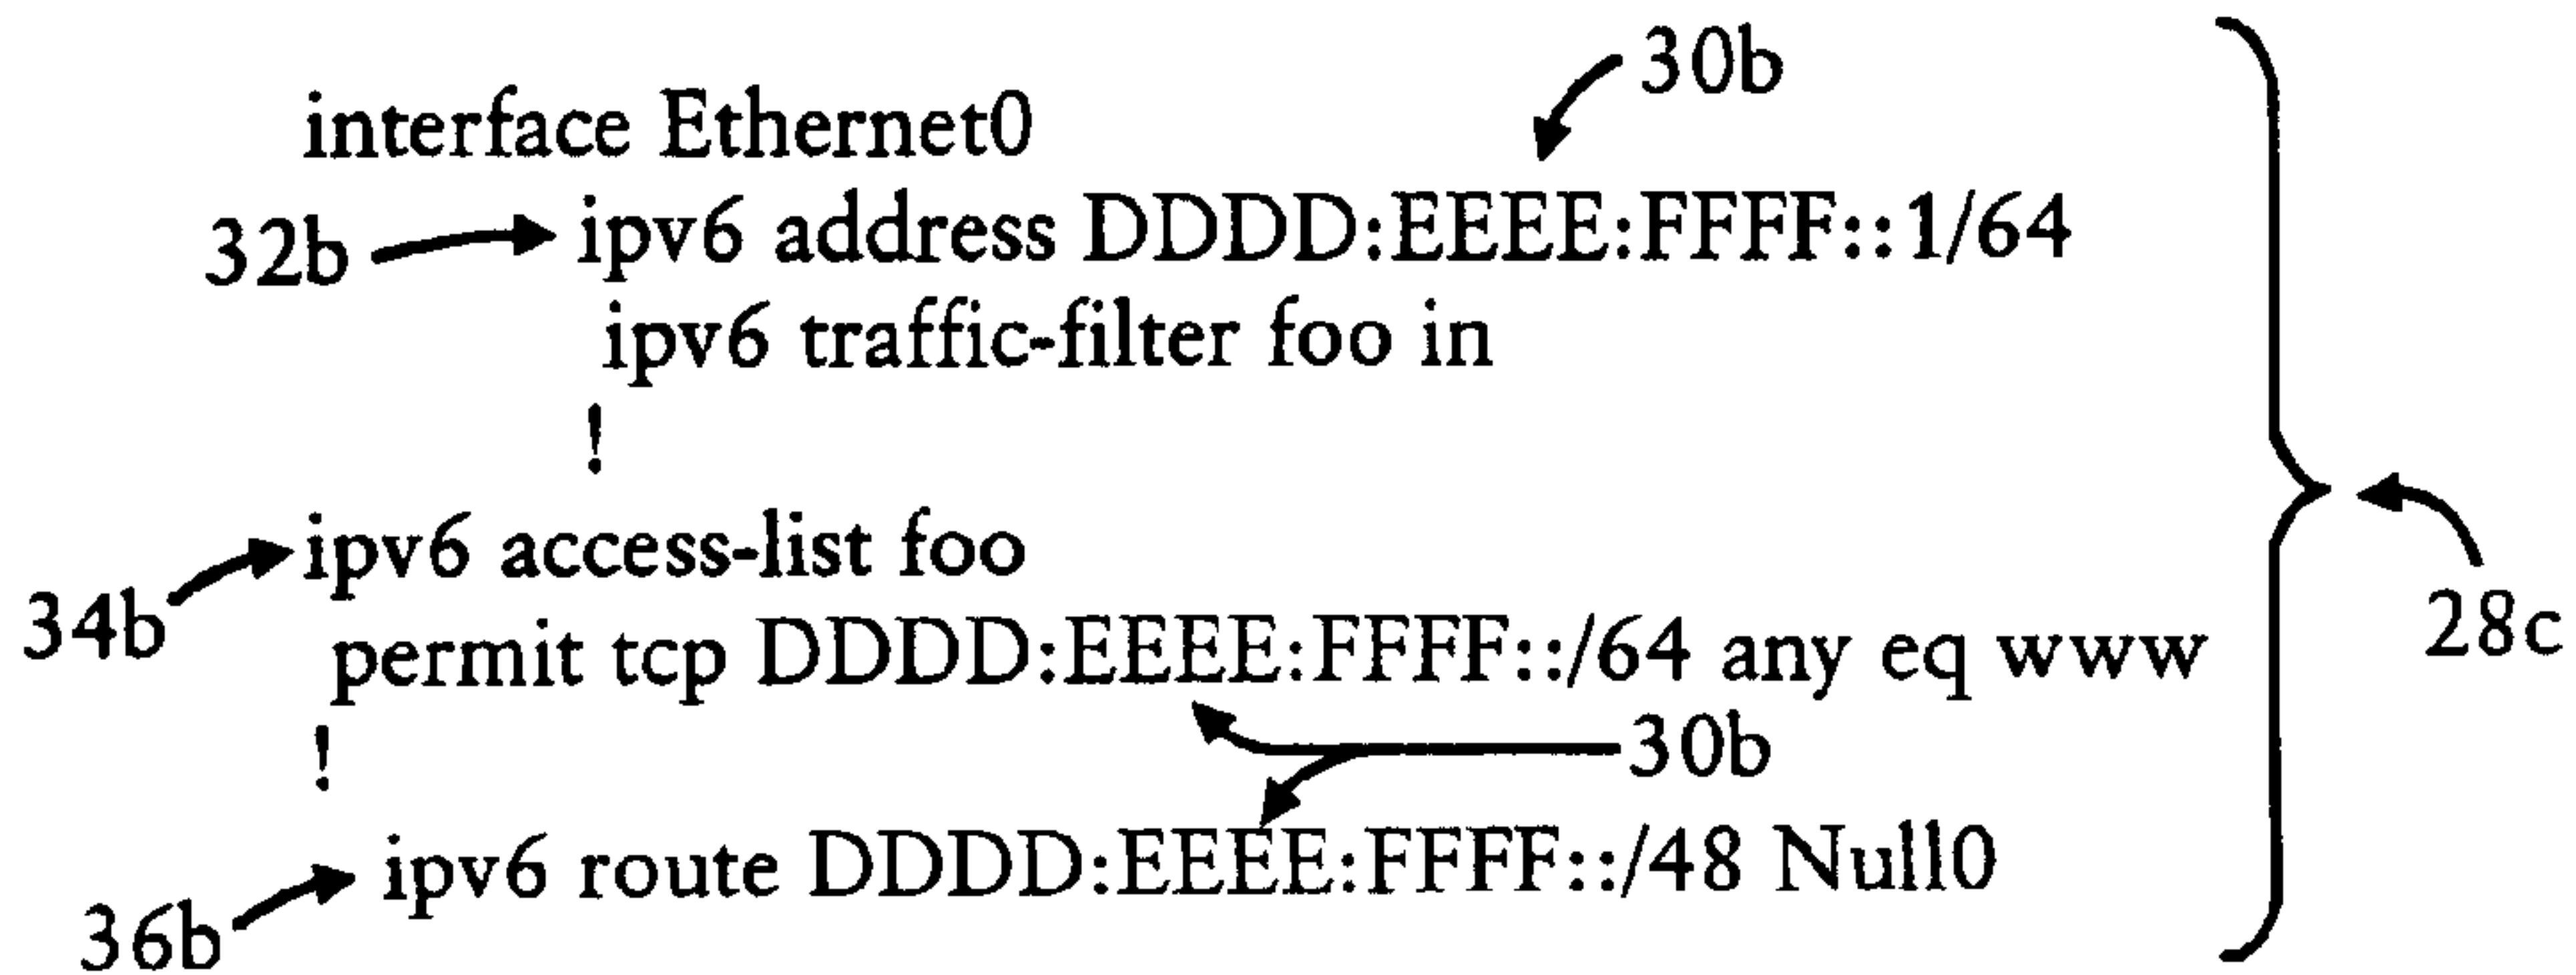 30b
interface Ethernet0
32b ipv6 address DDDD:EEEE:FFFF::1/64
ipv6 traffic-filter foo in
!
ipv6 access-list foo
34b permit tcp DDDD:EEEE:FFFF::/64 any eq www 28c
! 30b
ipv6 route DDDD:EEEE:FFFF::/48 Null0
36b